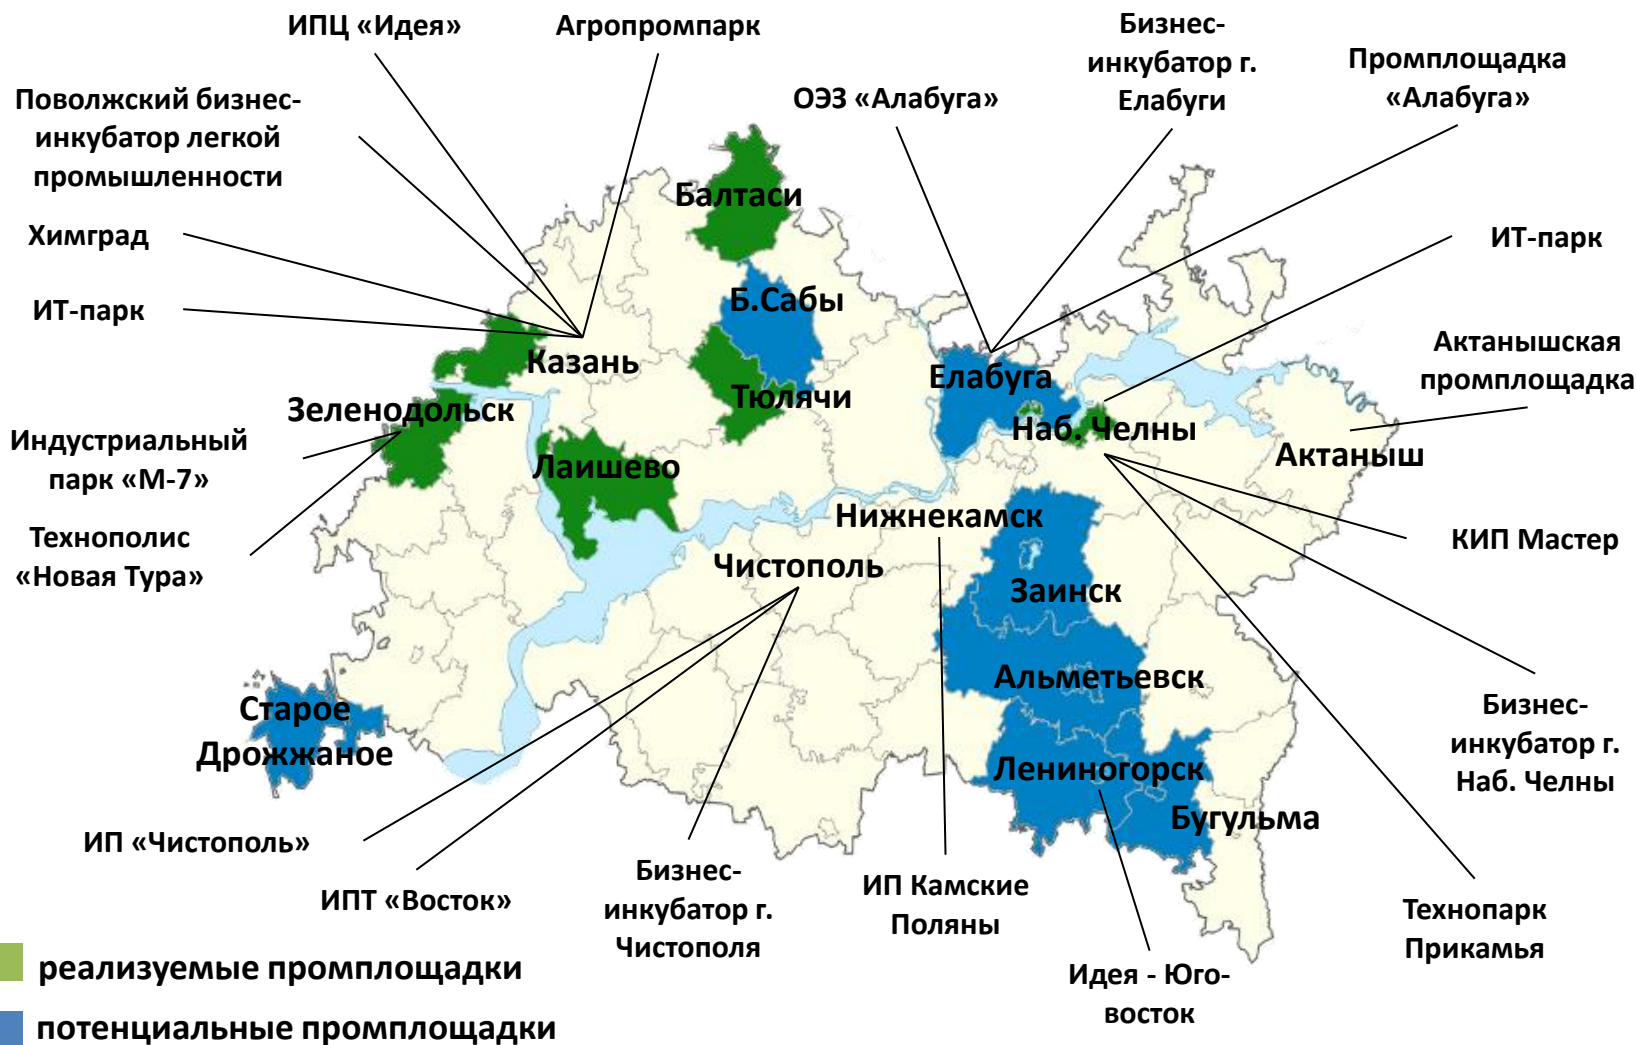 ИПЦ «Идея»
Агропромпарк
Бизнес-
инкубатор г.
Елабуги
Промплощадка
«Алабуга»
ОЭЗ «Алабуга»
Поволжский бизнес-
инкубатор легкой
промышленности
Химград
ИТ-парк
ИТ-парк
Балтаси
Б.Сабы
Казань
Тюлячи
Елабуга
Зеленодольск
Наб. Челны
Актанышская
промплощадка
Индустриальный
парк «М-7»
Лаишево
Актаныш
Нижнекамск
Технополис
«Новая Тура»
КИП Мастер
Чистополь
Заинск
Альметьевск
Старое
Дрожжаное
Бизнес-
инкубатор г.
Наб. Челны
Лениногорск
Бугульма
ИП «Чистополь»
ИПТ «Восток»
Бизнес-
инкубатор г.
Чистополя
ИП Камские
Поляны
Технопарк
Прикамья
Идея - Юго-
восток
реализуемые промплощадки
потенциальные промплощадки